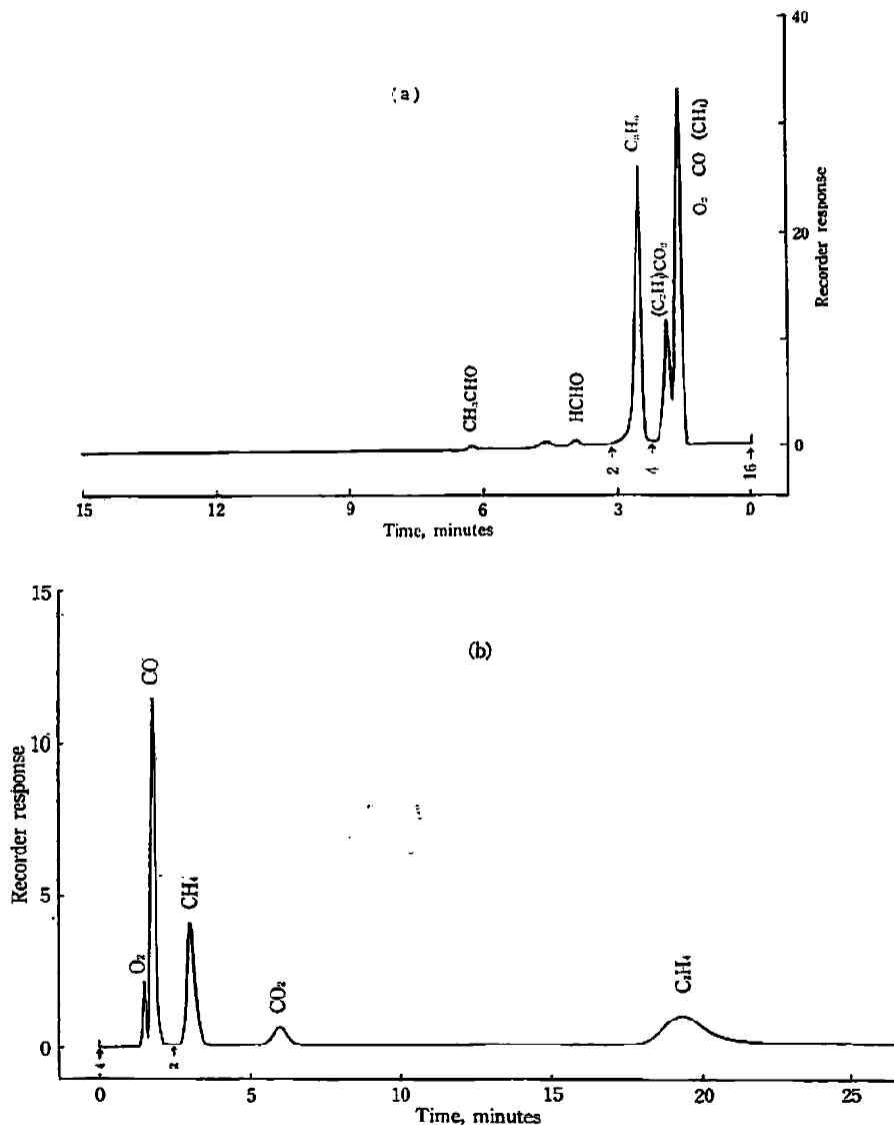 (a)
40
20
0
Recorder response
O₂ CO (CH₄)
(C₂H₄)CO₂
HCHO
CH₃CHO
2 →
4 →
16 →
15 12 9 6 3 0
Time, minutes
(b)
15
10
5
0
Recorder response
O₂
CO
CH₄
CO₂
C₂H₄
4 →
2 →
0 5 10 15 20 25
Time, minutes